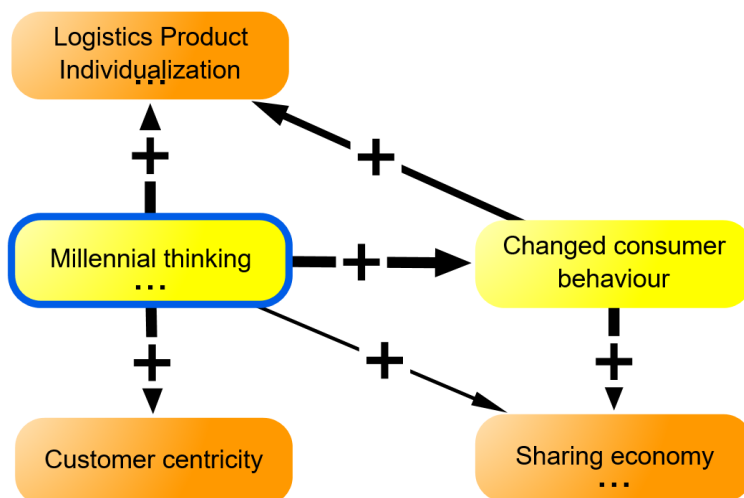 Logistics Product
Individualization
...
+
+
Millennial thinking
...
+
Changed consumer
behaviour
+
+
+
Customer centricity
Sharing economy
...